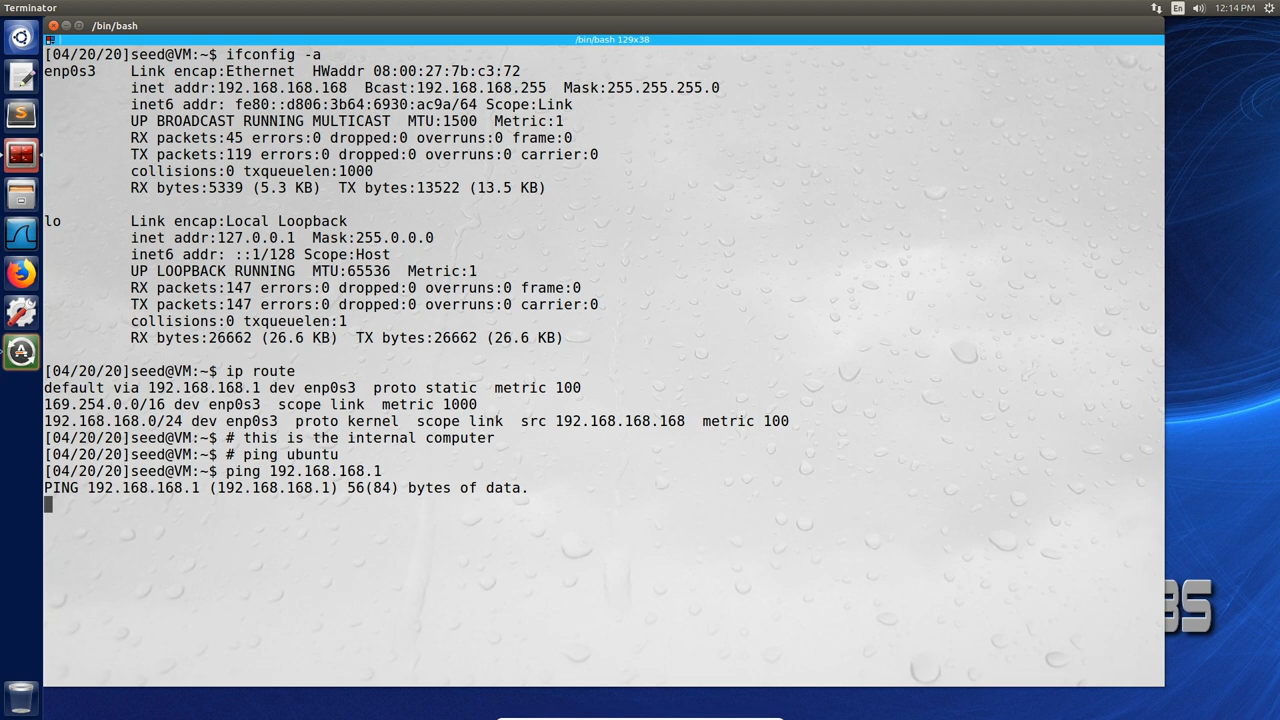 Terminator
En
12:14 PM
/bin/bash
/bin/bash 129x38
[04/20/20]seed@VM:~$ ifconfig -a
enp0s3    Link encap:Ethernet  HWaddr 08:00:27:7b:c3:72
          inet addr:192.168.168.168  Bcast:192.168.168.255  Mask:255.255.255.0
          inet6 addr: fe80::d806:3b64:6930:ac9a/64 Scope:Link
          UP BROADCAST RUNNING MULTICAST  MTU:1500  Metric:1
          RX packets:45 errors:0 dropped:0 overruns:0 frame:0
          TX packets:119 errors:0 dropped:0 overruns:0 carrier:0
          collisions:0 txqueuelen:1000
          RX bytes:5339 (5.3 KB)  TX bytes:13522 (13.5 KB)
lo        Link encap:Local Loopback
          inet addr:127.0.0.1  Mask:255.0.0.0
          inet6 addr: ::1/128 Scope:Host
          UP LOOPBACK RUNNING  MTU:65536  Metric:1
          RX packets:147 errors:0 dropped:0 overruns:0 frame:0
          TX packets:147 errors:0 dropped:0 overruns:0 carrier:0
          collisions:0 txqueuelen:1
          RX bytes:26662 (26.6 KB)  TX bytes:26662 (26.6 KB)
[04/20/20]seed@VM:~$ ip route
default via 192.168.168.1 dev enp0s3  proto static  metric 100
169.254.0.0/16 dev enp0s3  scope link  metric 1000
192.168.168.0/24 dev enp0s3  proto kernel  scope link  src 192.168.168.168  metric 100
[04/20/20]seed@VM:~$ # this is the internal computer
[04/20/20]seed@VM:~$ # ping ubuntu
[04/20/20]seed@VM:~$ ping 192.168.168.1
PING 192.168.168.1 (192.168.168.1) 56(84) bytes of data.